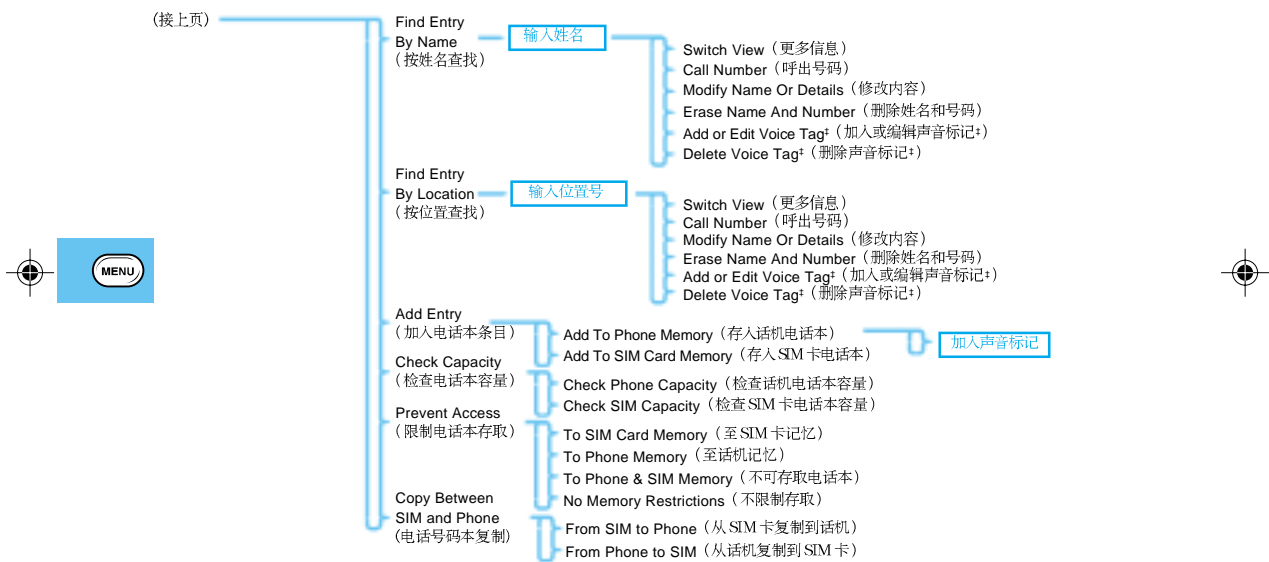 （接上页）
Find Entry
By Name
（按姓名查找）
输入姓名
Switch View（更多信息）
Call Number（呼出号码）
Modify Name Or Details（修改内容）
Erase Name And Number（删除姓名和号码）
Add or Edit Voice Tag‡（加入或编辑声音标记‡）
Delete Voice Tag‡（删除声音标记‡）
Find Entry
By Location
（按位置查找）
输入位置号
Switch View（更多信息）
Call Number（呼出号码）
Modify Name Or Details（修改内容）
Erase Name And Number（删除姓名和号码）
Add or Edit Voice Tag‡（加入或编辑声音标记‡）
Delete Voice Tag‡（删除声音标记‡）
MENU
Add Entry
（加入电话本条目）
Add To Phone Memory（存入话机电话本）
Add To SIM Card Memory（存入SIM卡电话本）
加入声音标记
Check Capacity
（检查电话本容量）
Check Phone Capacity（检查话机电话本容量）
Check SIM Capacity（检查SIM卡电话本容量）
Prevent Access
（限制电话本存取）
To SIM Card Memory（至SIM卡记忆）
To Phone Memory（至话机记忆）
To Phone & SIM Memory（不可存取电话本）
No Memory Restrictions（不限制存取）
Copy Between
SIM and Phone
(电话号码本复制)
From SIM to Phone（从SIM卡复制到话机）
From Phone to SIM（从话机复制到SIM卡）